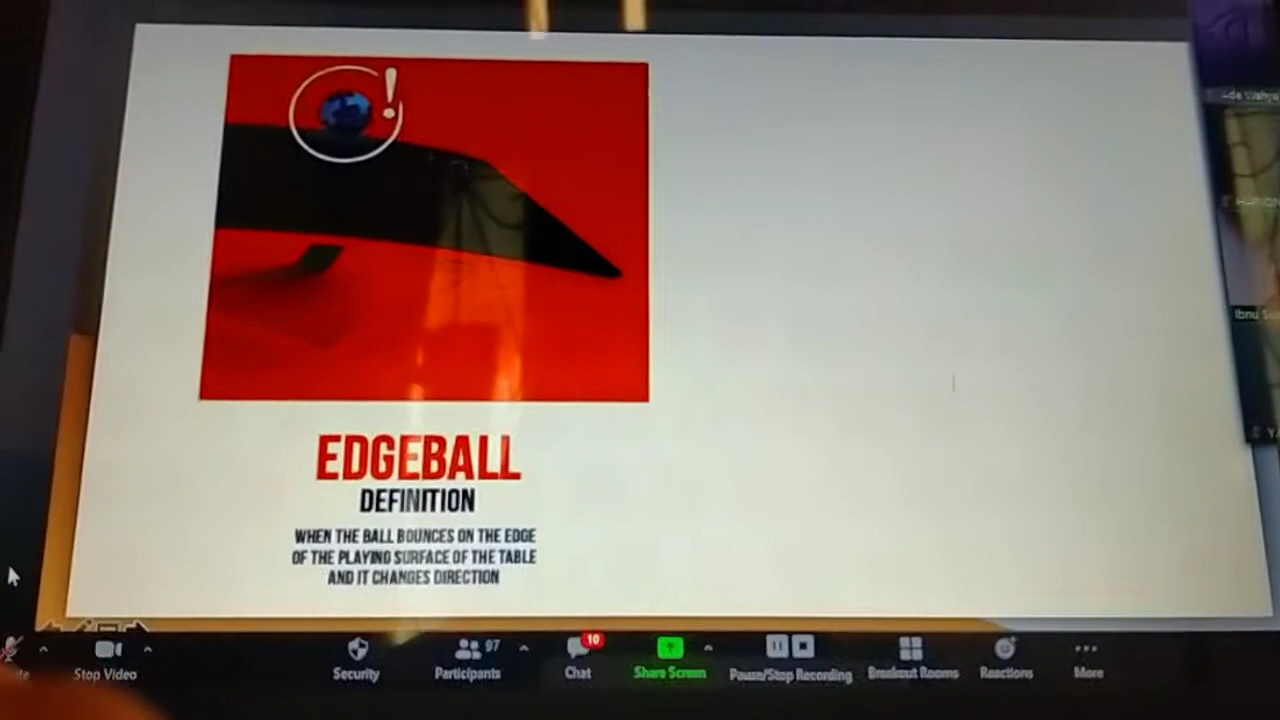 !
EDGEBALL
DEFINITION
WHEN THE BALL BOUNCES ON THE EDGE
OF THE PLAYING SURFACE OF THE TABLE
AND IT CHANGES DIRECTION
Ibnu
Stop Video
Security
97
Participants
10
Chat
Share Screen
Pause/Stop Recording
Breakout Rooms
Reactions
More